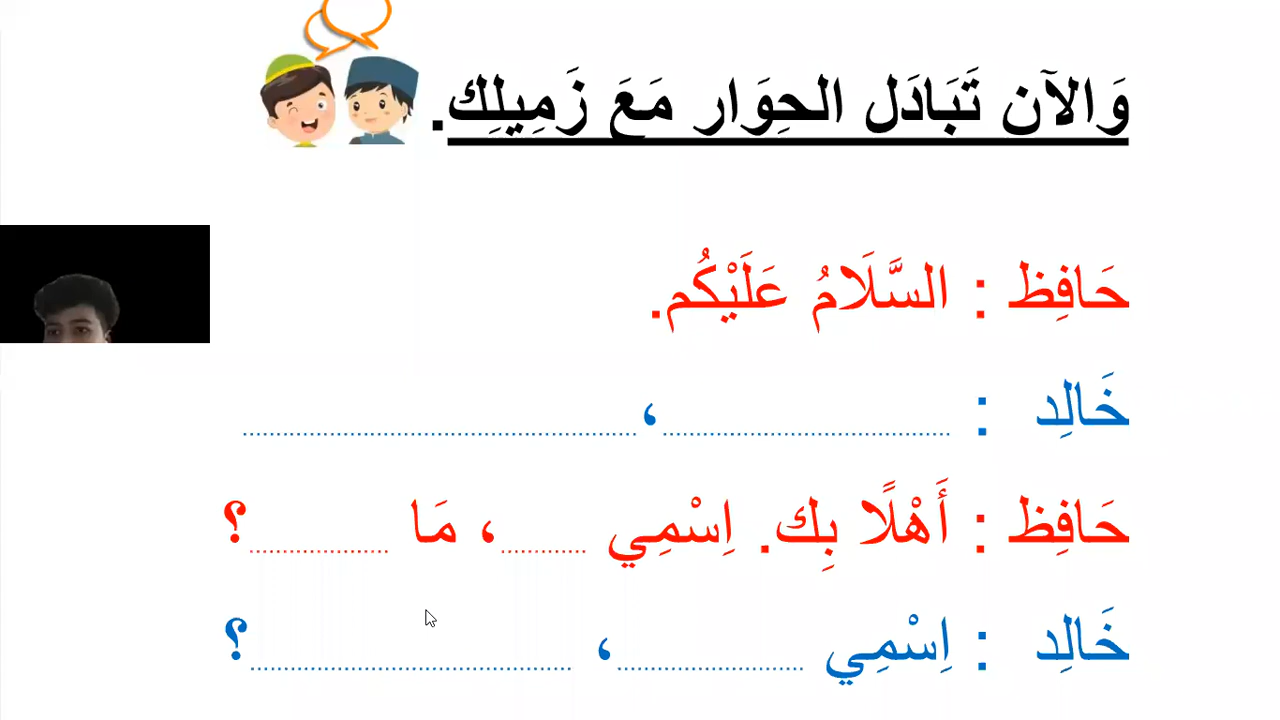 وَالآن تَبَادَل الحِوَار مَعَ زَمِيلِك.
حَافِظ : السَّلَامُ عَلَيْكُم.
خَالِد : ..............................،..............................
حَافِظ : أَهْلًا بِك. اِسْمِي ............، مَا ....................؟
خَالِد : اِسْمِي ....................، ..............................؟